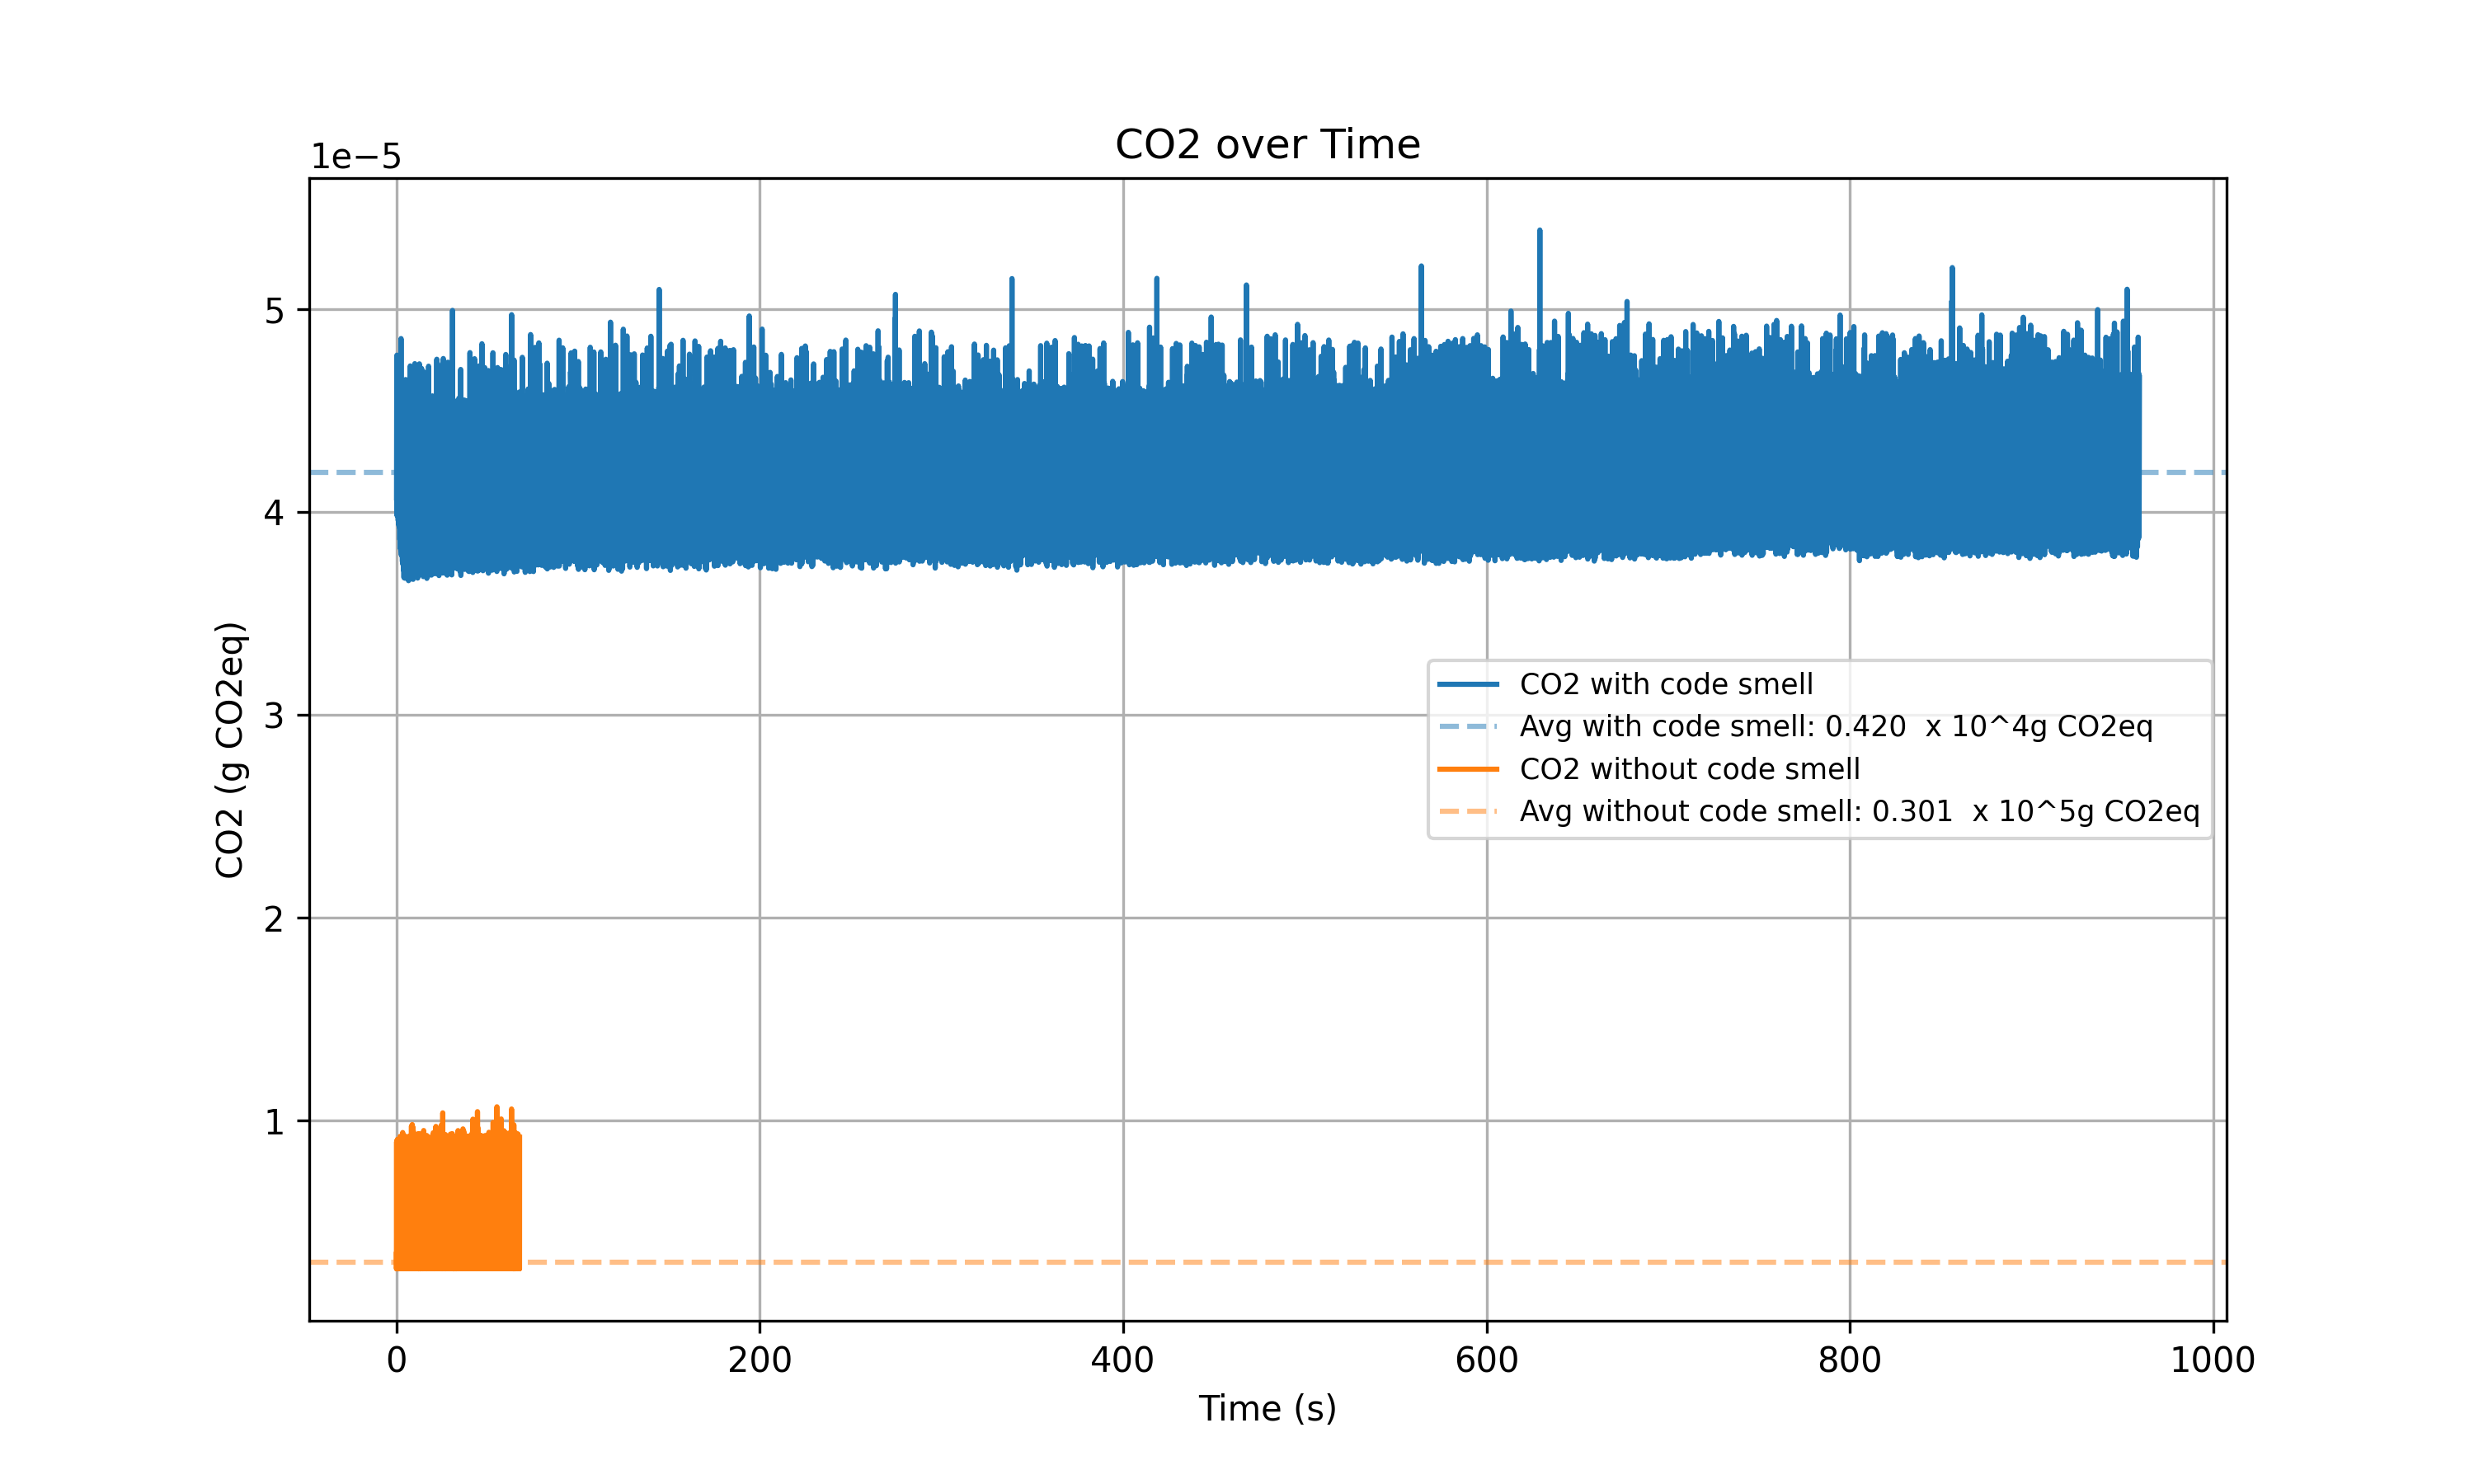 CO2 over Time
1e−5
5
4
3
2
1
CO2 (g CO2eq)
CO2 with code smell
Avg with code smell: 0.420  x 10^4g CO2eq
CO2 without code smell
Avg without code smell: 0.301  x 10^5g CO2eq
0 200 400 600 800 1000
Time (s)